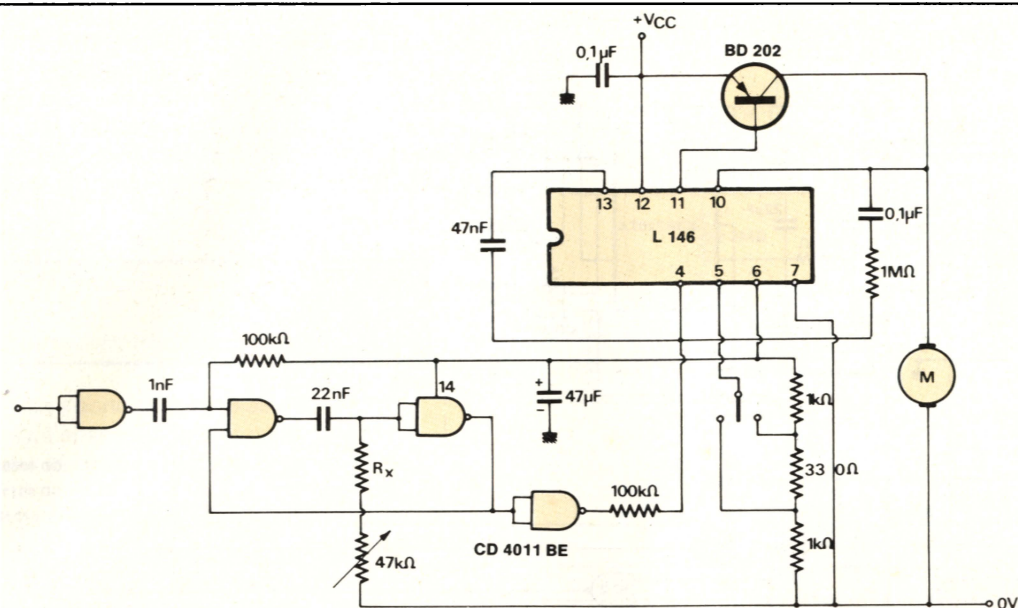 +VCC
0,1µF
BD 202
13
12
11
10
47nF
L 146
0,1µF
4
5
6
7
1MΩ
100kΩ
14
M
1nF
22nF
+
47µF
-
1kΩ
Rx
33 0Ω
100kΩ
CD 4011 BE
47kΩ
1kΩ
0V